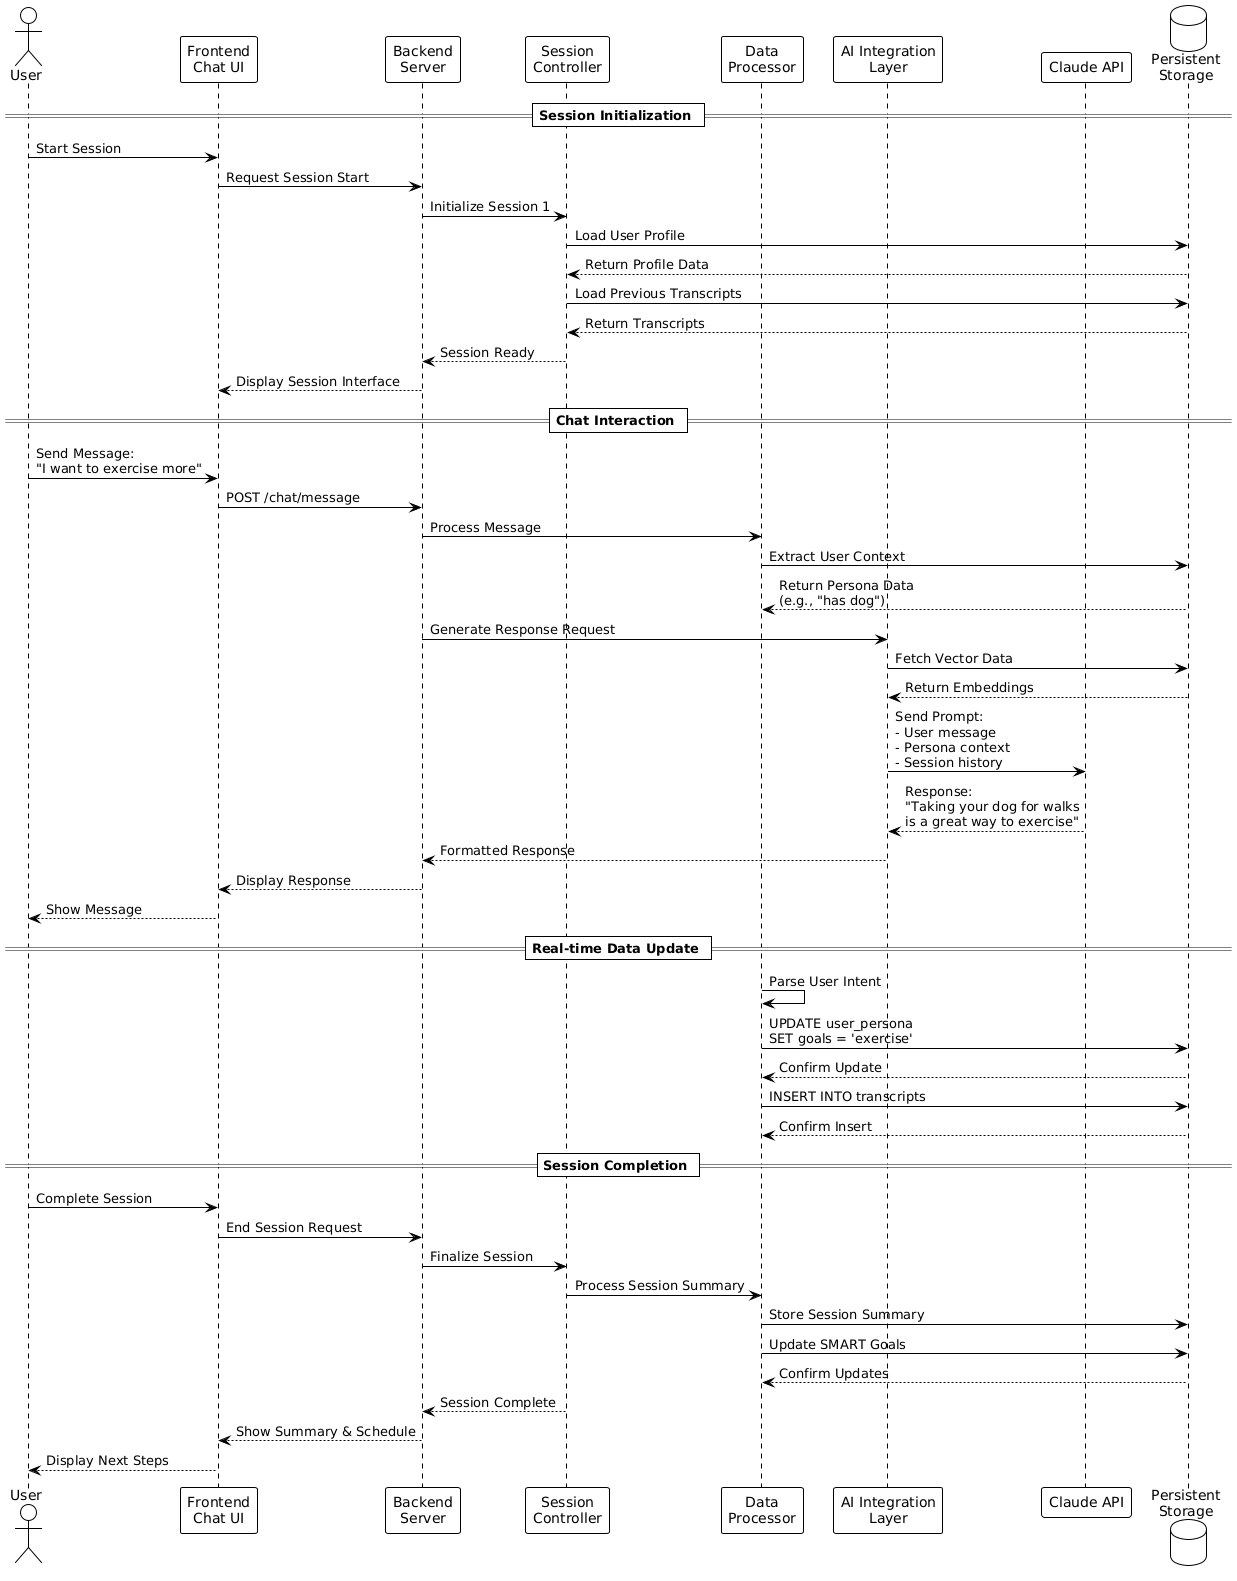 User
Frontend
Chat UI
Backend
Server
Session
Controller
Data
Processor
AI Integration
Layer
Claude API
Persistent
Storage
Session Initialization
Start Session
Request Session Start
Initialize Session 1
Load User Profile
Return Profile Data
Load Previous Transcripts
Return Transcripts
Session Ready
Display Session Interface
Chat Interaction
Send Message:
"I want to exercise more"
POST /chat/message
Process Message
Extract User Context
Return Persona Data
(e.g., "has dog")
Generate Response Request
Fetch Vector Data
Return Embeddings
Send Prompt:
- User message
- Persona context
- Session history
Response:
"Taking your dog for walks
is a great way to exercise"
Formatted Response
Display Response
Show Message
Real-time Data Update
Parse User Intent
UPDATE user_persona
SET goals = 'exercise'
Confirm Update
INSERT INTO transcripts
Confirm Insert
Session Completion
Complete Session
End Session Request
Finalize Session
Process Session Summary
Store Session Summary
Update SMART Goals
Confirm Updates
Session Complete
Show Summary & Schedule
Display Next Steps
User
Frontend
Chat UI
Backend
Server
Session
Controller
Data
Processor
AI Integration
Layer
Claude API
Persistent
Storage